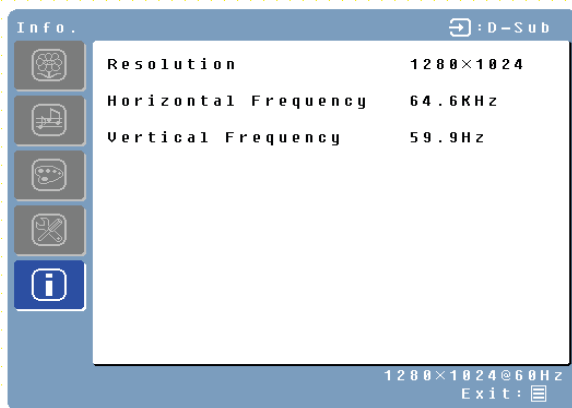 Info. :D-Sub
Resolution 1280×1024
Horizontal Frequency 64.6KHz
Vertical Frequency 59.9Hz
1280×1024@60Hz
Exit: